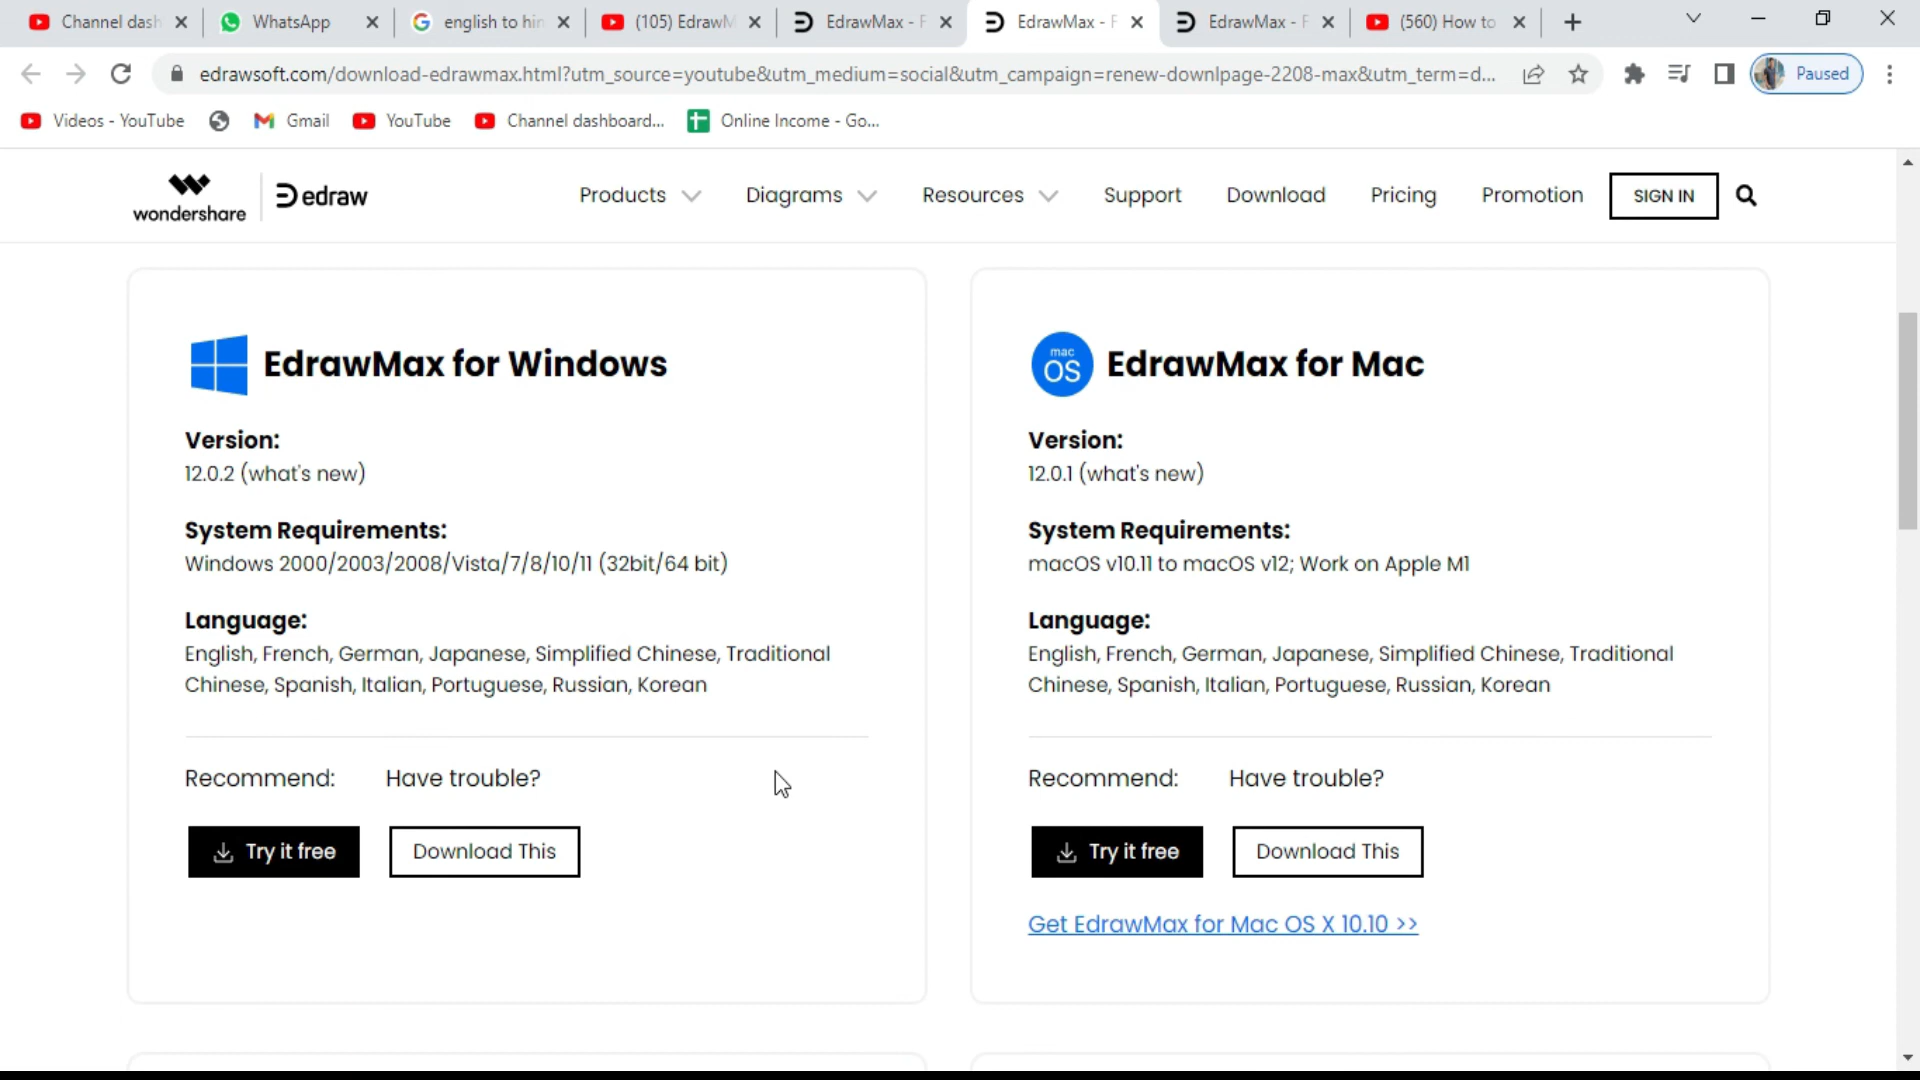 Channel dash
WhatsApp
english to hin
(105) EdrawM
EdrawMax - F
EdrawMax - F
EdrawMax - F
(560) How to
edrawsoft.com/download-edrawmax.html?utm_source=youtube&utm_medium=social&utm_campaign=renew-downlpage-2208-max&utm_term=d...
Paused
Videos - YouTube
Gmail
YouTube
Channel dashboard...
Online Income - Go...
wondershare
edraw
Products
Diagrams
Resources
Support
Download
Pricing
Promotion
SIGN IN
EdrawMax for Windows
Version:
12.0.2 (what's new)
System Requirements:
Windows 2000/2003/2008/Vista/7/8/10/11 (32bit/64 bit)
Language:
English, French, German, Japanese, Simplified Chinese, Traditional
Chinese, Spanish, Italian, Portuguese, Russian, Korean
Recommend:
Have trouble?
Try it free
Download This
mac
OS
EdrawMax for Mac
Version:
12.0.1 (what's new)
System Requirements:
macOS v10.11 to macOS v12; Work on Apple M1
Language:
English, French, German, Japanese, Simplified Chinese, Traditional
Chinese, Spanish, Italian, Portuguese, Russian, Korean
Recommend:
Have trouble?
Try it free
Download This
Get EdrawMax for Mac OS X 10.10 >>